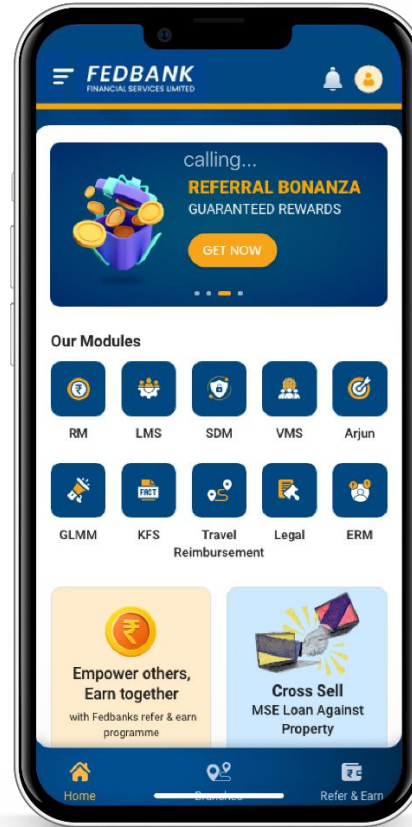 FEDBANK
FINANCIAL SERVICES LIMITED
calling...
REFERRAL BONANZA
GUARANTEED REWARDS
GET NOW
Our Modules
RM LMS SDM VMS Arjun
FACT
GLMM KFS Travel Reimbursement Legal ERM
Empower others,
Earn together
with Fedbanks refer & earn
programme
Cross Sell
MSE Loan Against
Property
Home Branches Refer & Earn